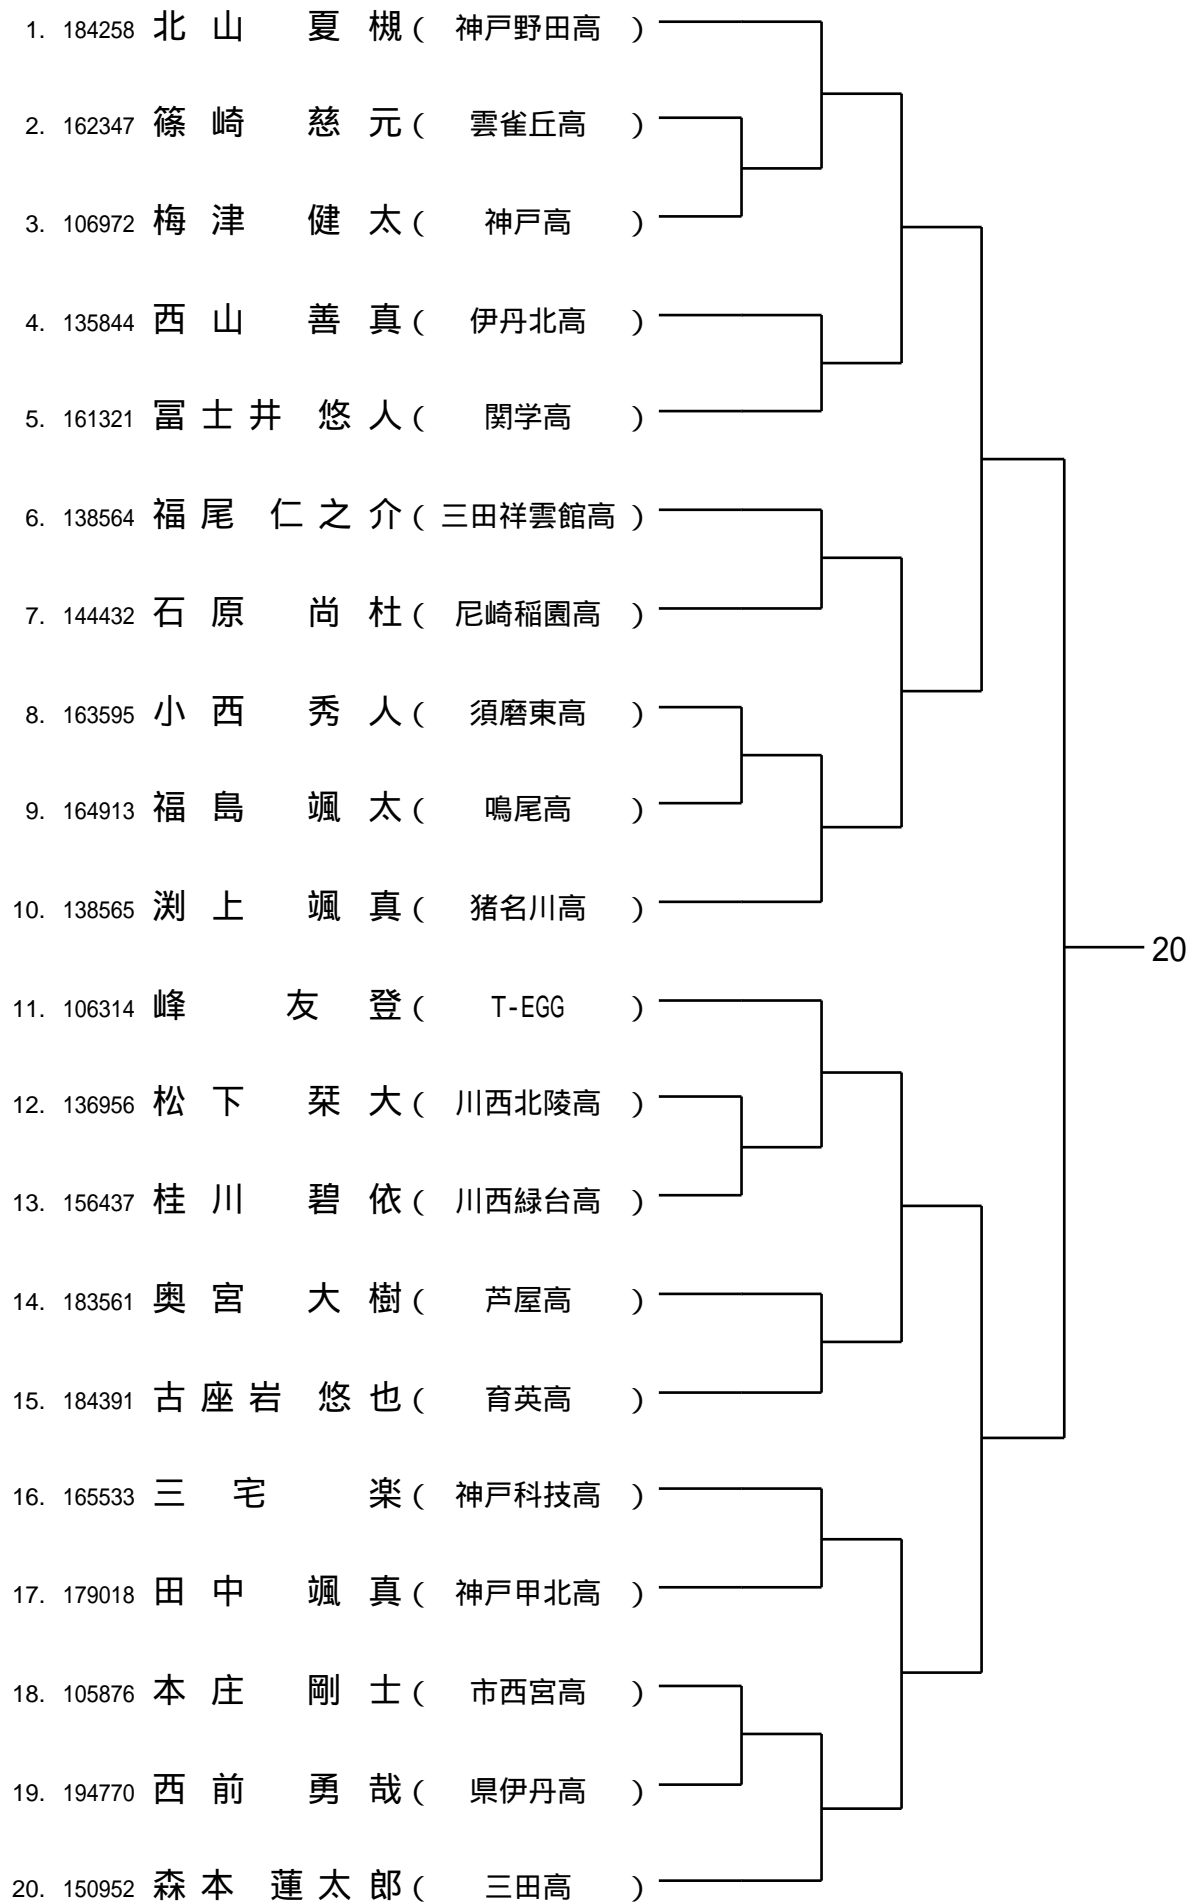 1. 184258 北山 夏槻 ( 神戸野田高 )
2. 162347 篠崎 慈元 ( 雲雀丘高 )
3. 106972 梅津 健太 ( 神戸高 )
4. 135844 西山 善真 ( 伊丹北高 )
5. 161321 冨士井 悠人 ( 関学高 )
6. 138564 福尾 仁之介 ( 三田祥雲館高 )
7. 144432 石原 尚杜 ( 尼崎稲園高 )
8. 163595 小西 秀人 ( 須磨東高 )
9. 164913 福島 颯太 ( 鳴尾高 )
10. 138565 渕上 颯真 ( 猪名川高 )
20
11. 106314 峰 友登 ( T-EGG )
12. 136956 松下 栞大 ( 川西北陵高 )
13. 156437 桂川 碧依 ( 川西緑台高 )
14. 183561 奥宮 大樹 ( 芦屋高 )
15. 184391 古座岩 悠也 ( 育英高 )
16. 165533 三宅 楽 ( 神戸科技高 )
17. 179018 田中 颯真 ( 神戸甲北高 )
18. 105876 本庄 剛士 ( 市西宮高 )
19. 194770 西前 勇哉 ( 県伊丹高 )
20. 150952 森本 蓮太郎 ( 三田高 )